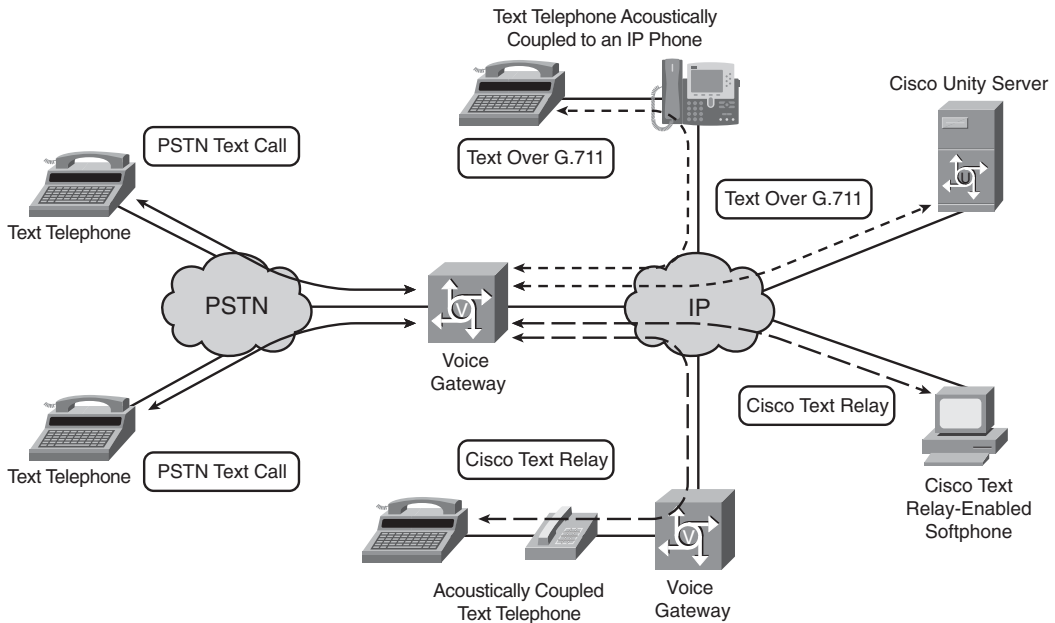 Text Telephone Acoustically
Coupled to an IP Phone
Cisco Unity Server
PSTN Text Call
Text Over G.711
Text Over G.711
U
Text Telephone
PSTN
V
IP
Voice
Gateway
Cisco Text Relay
Text Telephone
PSTN Text Call
Cisco Text Relay
V
Cisco Text
Relay-Enabled
Softphone
Acoustically Coupled
Text Telephone
Voice
Gateway